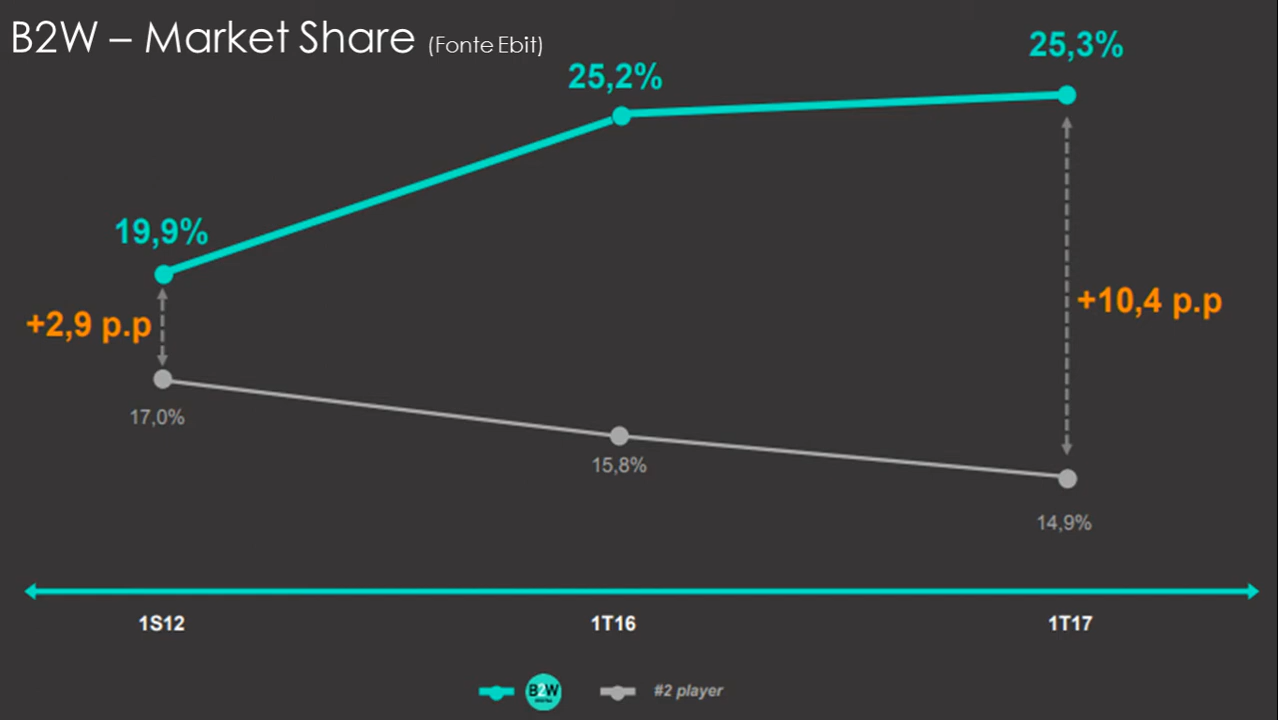 B2W – Market Share (Fonte Ebit)
25,3%
25,2%
19,9%
+2,9 p.p
+10,4 p.p
17,0%
15,8%
14,9%
1S12 1T16 1T17
B2W #2 player